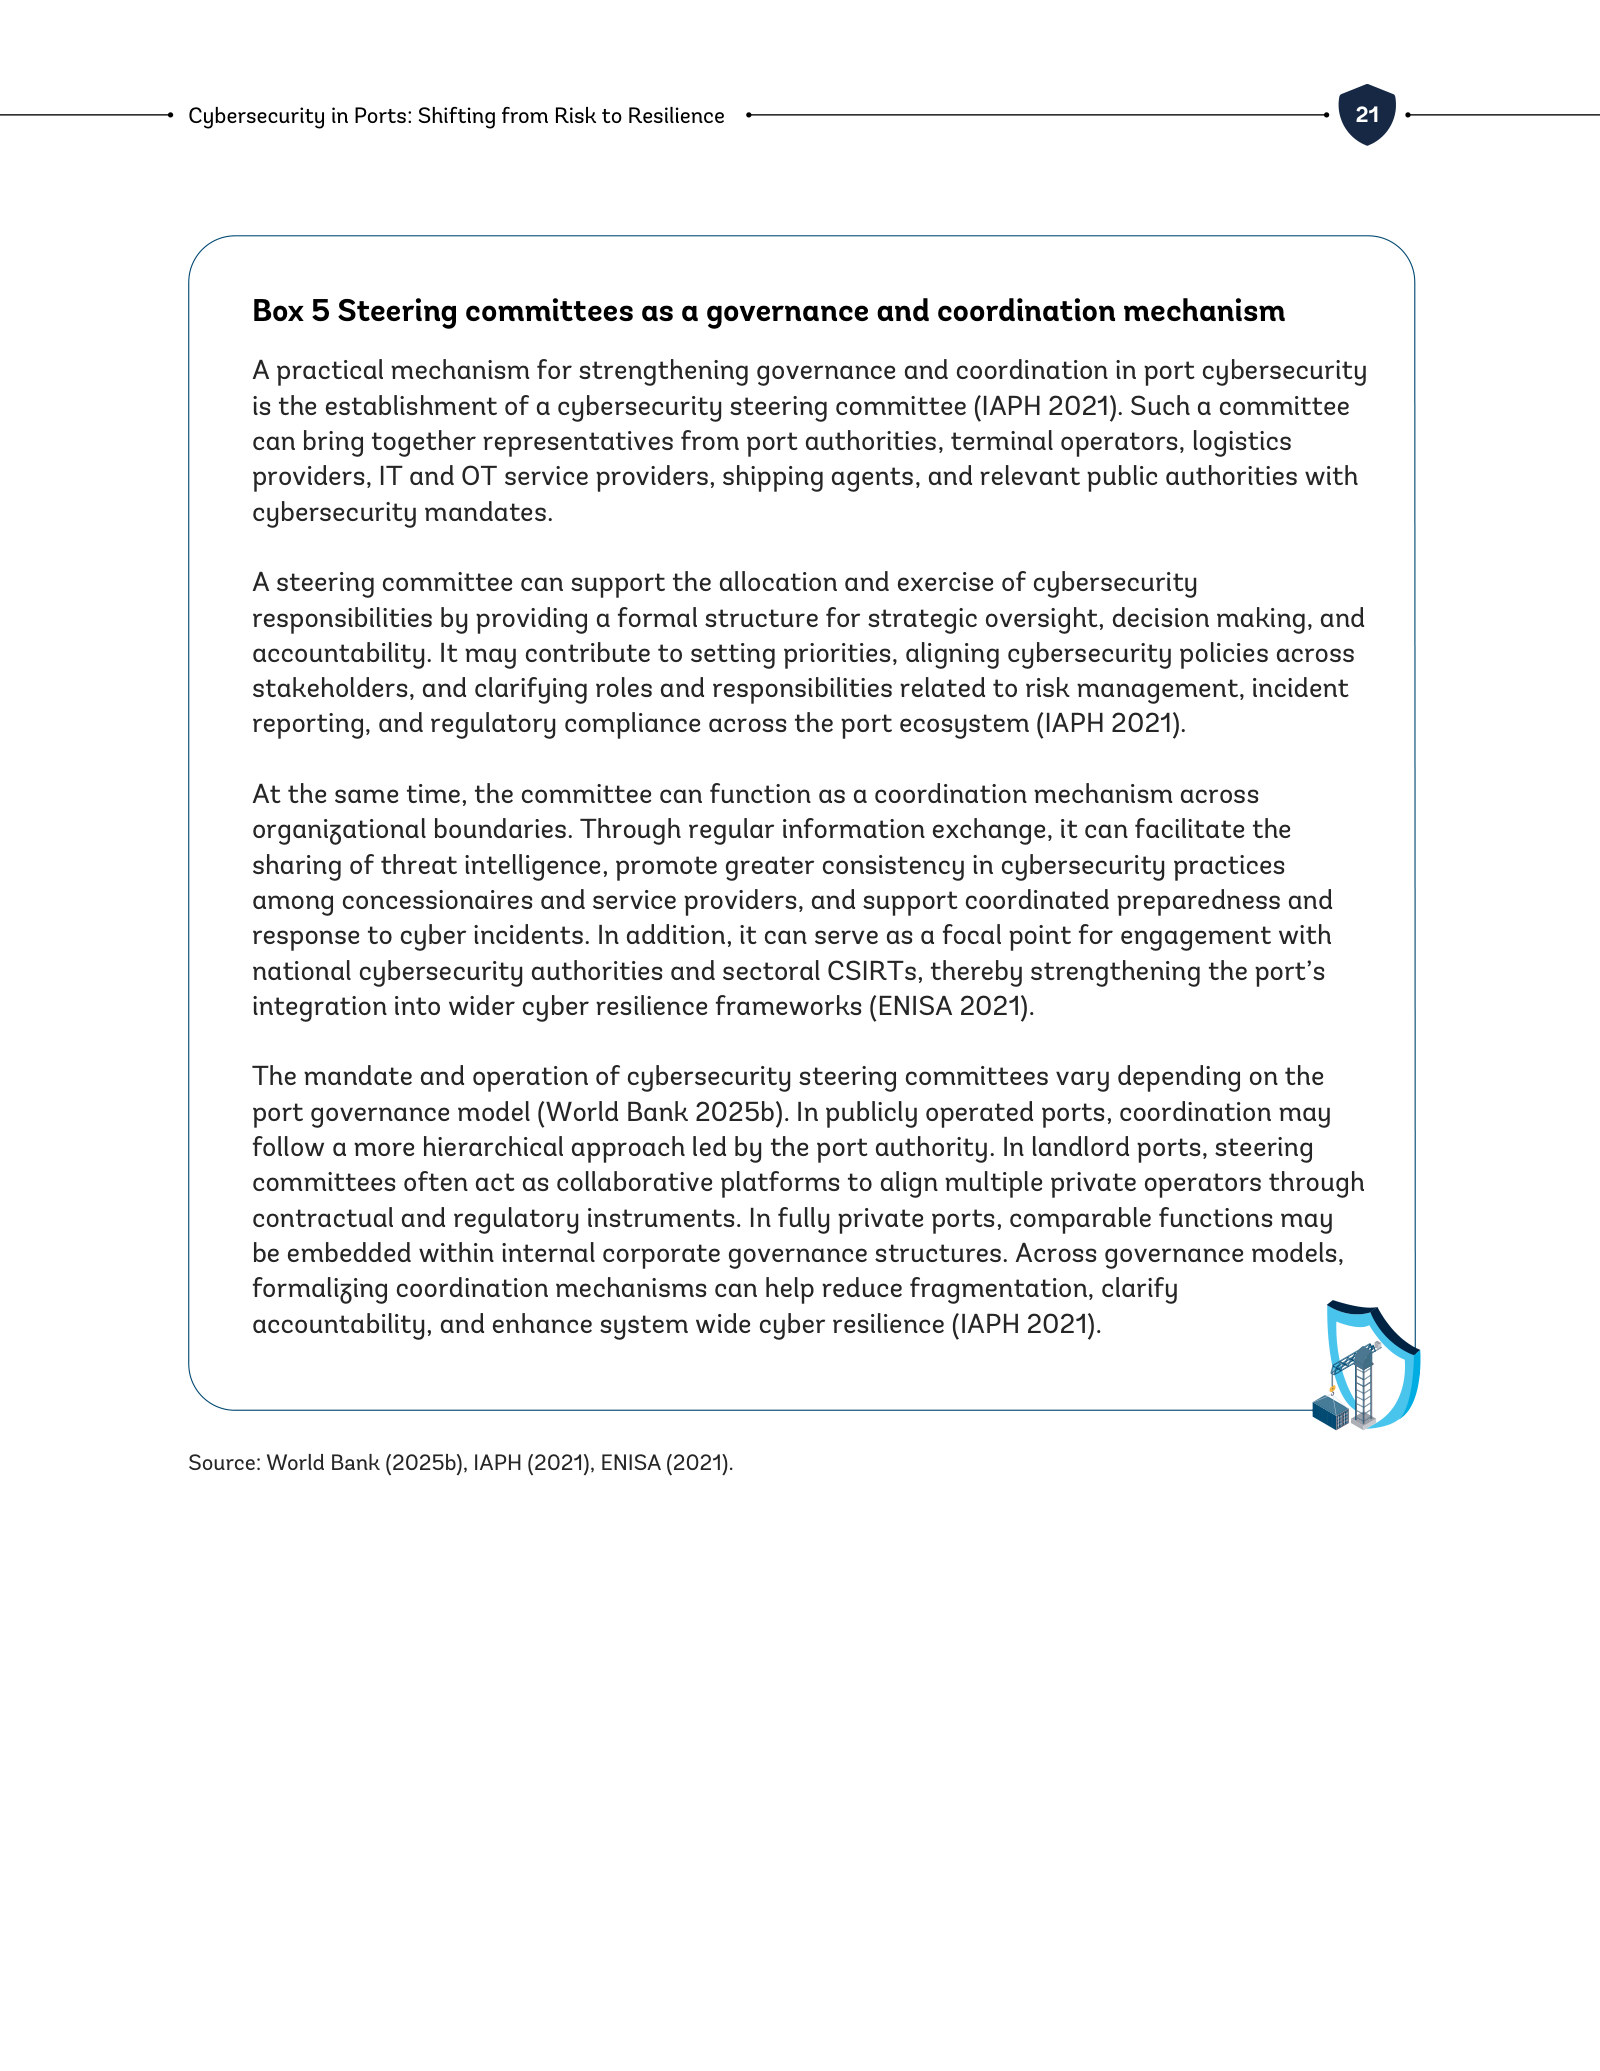 Cybersecurity in Ports: Shifting from Risk to Resilience
21
Box 5 Steering committees as a governance and coordination mechanism
A practical mechanism for strengthening governance and coordination in port cybersecurity
is the establishment of a cybersecurity steering committee (IAPH 2021). Such a committee
can bring together representatives from port authorities, terminal operators, logistics
providers, IT and OT service providers, shipping agents, and relevant public authorities with
cybersecurity mandates.
A steering committee can support the allocation and exercise of cybersecurity
responsibilities by providing a formal structure for strategic oversight, decision making, and
accountability. It may contribute to setting priorities, aligning cybersecurity policies across
stakeholders, and clarifying roles and responsibilities related to risk management, incident
reporting, and regulatory compliance across the port ecosystem (IAPH 2021).
At the same time, the committee can function as a coordination mechanism across
organizational boundaries. Through regular information exchange, it can facilitate the
sharing of threat intelligence, promote greater consistency in cybersecurity practices
among concessionaires and service providers, and support coordinated preparedness and
response to cyber incidents. In addition, it can serve as a focal point for engagement with
national cybersecurity authorities and sectoral CSIRTs, thereby strengthening the port’s
integration into wider cyber resilience frameworks (ENISA 2021).
The mandate and operation of cybersecurity steering committees vary depending on the
port governance model (World Bank 2025b). In publicly operated ports, coordination may
follow a more hierarchical approach led by the port authority. In landlord ports, steering
committees often act as collaborative platforms to align multiple private operators through
contractual and regulatory instruments. In fully private ports, comparable functions may
be embedded within internal corporate governance structures. Across governance models,
formalizing coordination mechanisms can help reduce fragmentation, clarify
accountability, and enhance system wide cyber resilience (IAPH 2021).
Source: World Bank (2025b), IAPH (2021), ENISA (2021).